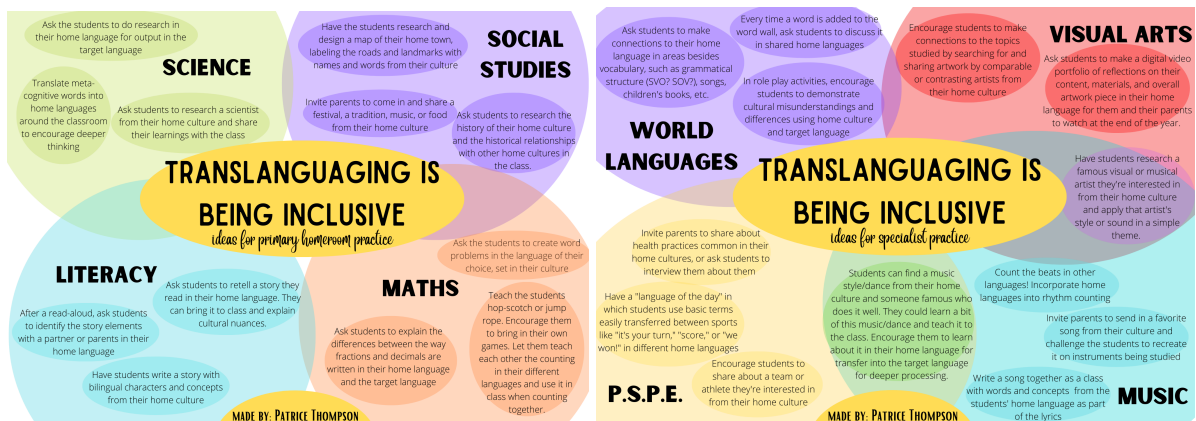 Ask the students to do research in
their home language for output in the
target language
SCIENCE
Translate meta-
cognitive words into
home languages
around the classroom
to encourage deeper
thinking
Ask students to research a scientist
from their home culture and share
their learnings with the class
Have the students research and
design a map of their home town,
labeling the roads and landmarks with
names and words from their culture
SOCIAL
STUDIES
Invite parents to come in and share a
festival, a tradition, music, or food
from their home culture
Ask students to research the
history of their home culture
and the historical relationships
with other home cultures in
the class.
TRANSLANGUAGING IS
BEING INCLUSIVE
ideas for primary homeroom practice
LITERACY
Ask students to retell a story they
read in their home language. They
can bring it to class and explain
cultural nuances.
After a read-aloud, ask students
to identify the story elements
with a partner or parents in their
home language
Have students write a story with
bilingual characters and concepts
from their home culture
Ask the students to create word
problems in the language of their
choice, set in their culture
MATHS
Ask students to explain the
differences between the way
fractions and decimals are
written in their home language
and the target language
Teach the students
hop-scotch or jump
rope. Encourage them
to bring in their own
games. Let them teach
each other the counting
in their different
languages and use it in
class when counting
together.
MADE BY: PATRICE THOMPSON
Ask students to make
connections to their home
language in areas besides
vocabulary, such as grammatical
structure (SVO? SOV?), songs,
children's books, etc.
Every time a word is added to the
word wall, ask students to discuss it
in shared home languages
In role play activities, encourage
students to demonstrate
cultural misunderstandings and
differences using home culture
and target language
WORLD
LANGUAGES
Encourage students to make
connections to the topics
studied by searching for and
sharing artwork by comparable
or contrasting artists from
their home culture
VISUAL ARTS
Ask students to make a digital video
portfolio of reflections on their
content, materials, and overall
artwork piece in their home
language for them and their parents
to watch at the end of the year.
Have students research a
famous visual or musical
artist they're interested in
from their home culture
and apply that artist's
style or sound in a simple
theme.
TRANSLANGUAGING IS
BEING INCLUSIVE
ideas for specialist practice
Invite parents to share about
health practices common in their
home cultures, or ask students to
interview them about them
Have a "language of the day" in
which students use basic terms
easily transferred between sports
like "it's your turn," "score," or "we
won!" in different home languages
Encourage students to
share about a team or
athlete they're interested in
from their home culture
P.S.P.E.
Students can find a music
style/dance from their home
culture and someone famous who
does it well. They could learn a bit
of this music/dance and teach it to
the class. Encourage them to learn
about it in their home language for
transfer into the target language
for deeper processing.
Count the beats in other
languages! Incorporate home
languages into rhythm counting
Invite parents to send in a favorite
song from their culture and
challenge the students to recreate
it on instruments being studied
Write a song together as a class
with words and concepts from the
students' home language as part
of the lyrics
MUSIC
MADE BY: PATRICE THOMPSON